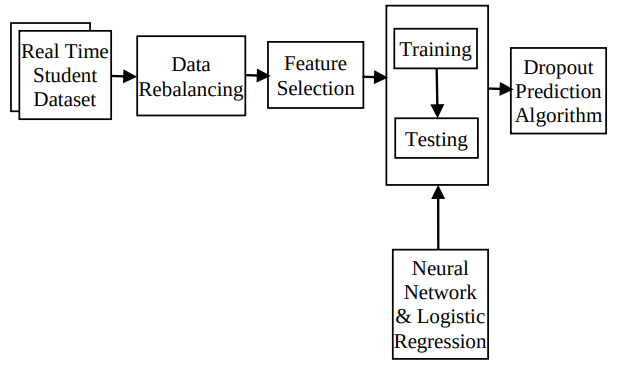 Real Time
Student
Dataset
Data
Rebalancing
Feature
Selection
Training
Testing
Dropout
Prediction
Algorithm
Neural
Network
& Logistic
Regression